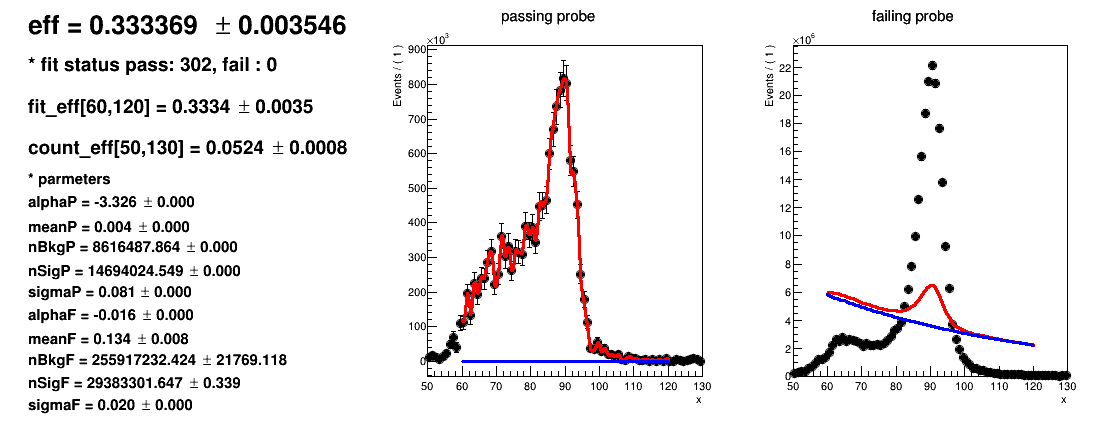 eff = 0.333369 ± 0.003546
* fit status pass: 302, fail : 0
fit_eff[60,120] = 0.3334 ± 0.0035
count_eff[50,130] = 0.0524 ± 0.0008
* parmeters
alphaP = -3.326 ± 0.000
meanP = 0.004 ± 0.000
nBkgP = 8616487.864 ± 0.000
nSigP = 14694024.549 ± 0.000
sigmaP = 0.081 ± 0.000
alphaF = -0.016 ± 0.000
meanF = 0.134 ± 0.008
nBkgF = 255917232.424 ± 21769.118
nSigF = 29383301.647 ± 0.339
sigmaF = 0.020 ± 0.000
passing probe
×10³
Events / ( 1 )
900
800
700
600
500
400
300
200
100
0
50 60 70 80 90 100 110 120 130
x
failing probe
×10⁶
Events / ( 1 )
22
20
18
16
14
12
10
8
6
4
2
0
50 60 70 80 90 100 110 120 130
x